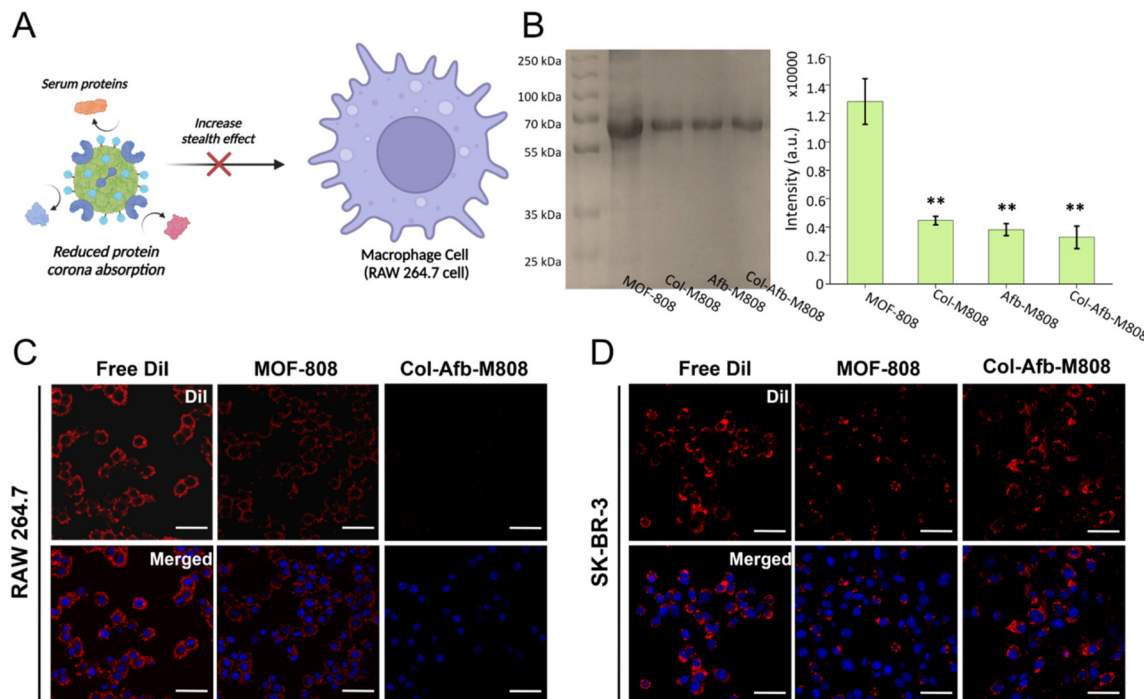 A
Serum proteins
Increase
stealth effect
Reduced protein
corona absorption
Macrophage Cell
(RAW 264.7 cell)
B
250 kDa
100 kDa
70 kDa
55 kDa
35 kDa
25 kDa
MOF-808
Col-M808
Afb-M808
Col-Afb-M808
x10000
Intensity (a.u.)
1.6
1.4
1.2
1
0.8
0.6
0.4
0.2
0
**
**
**
MOF-808
Col-M808
Afb-M808
Col-Afb-M808
C
Free DiI
MOF-808
Col-Afb-M808
DiI
RAW 264.7
Merged
D
Free DiI
MOF-808
Col-Afb-M808
DiI
SK-BR-3
Merged